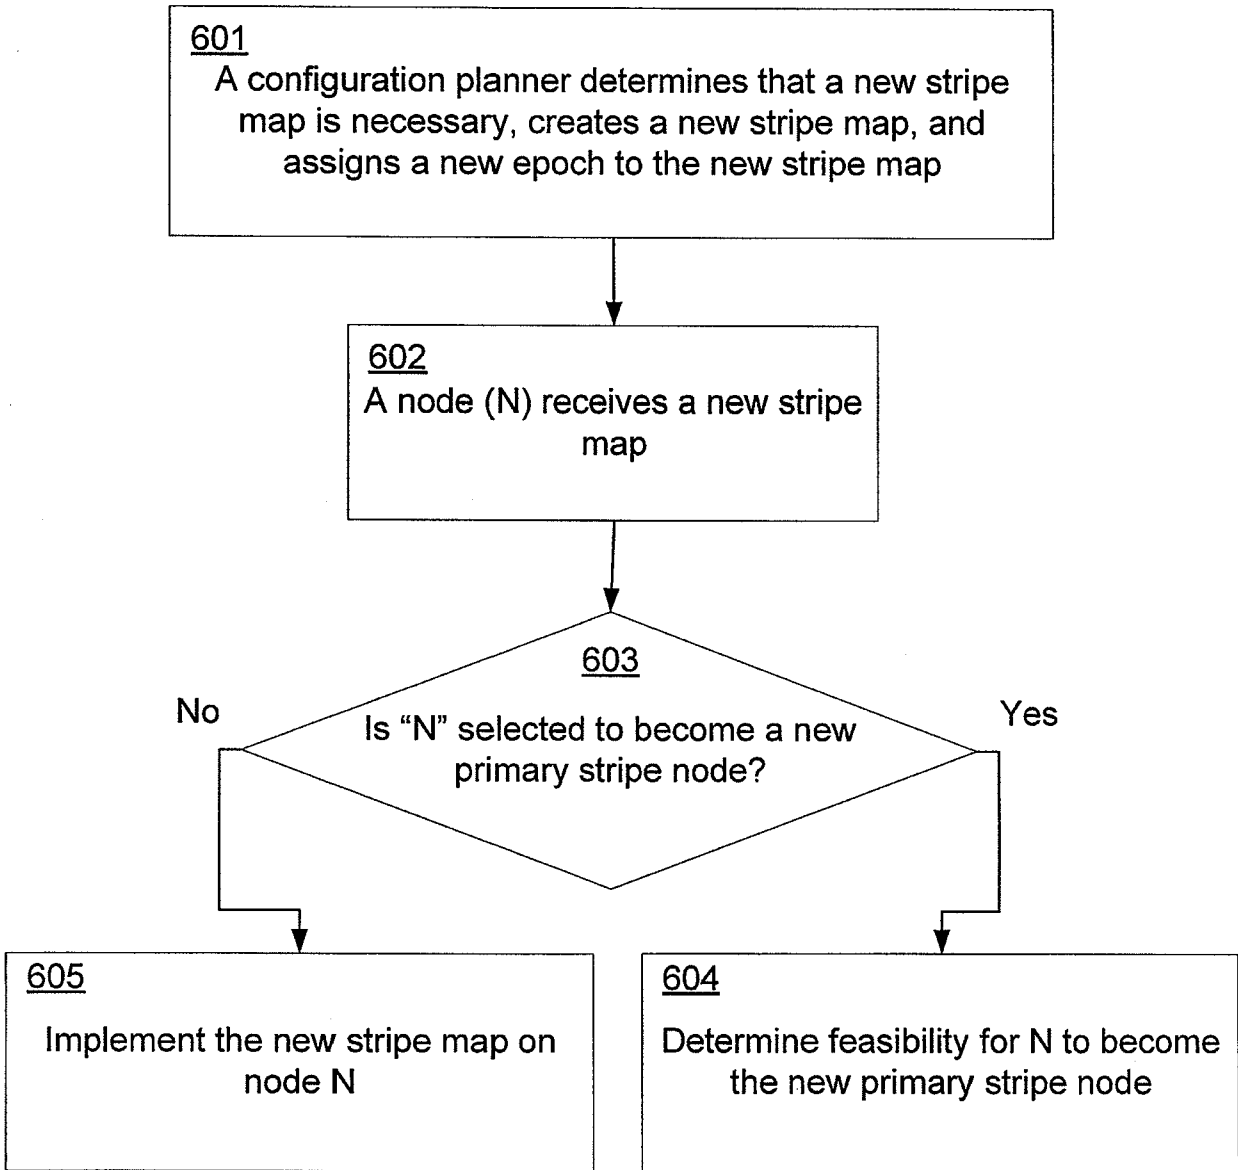 601
A configuration planner determines that a new stripe
map is necessary, creates a new stripe map, and
assigns a new epoch to the new stripe map
602
A node (N) receives a new stripe
map
603
Is “N” selected to become a new
primary stripe node?
No
Yes
605
Implement the new stripe map on
node N
604
Determine feasibility for N to become
the new primary stripe node